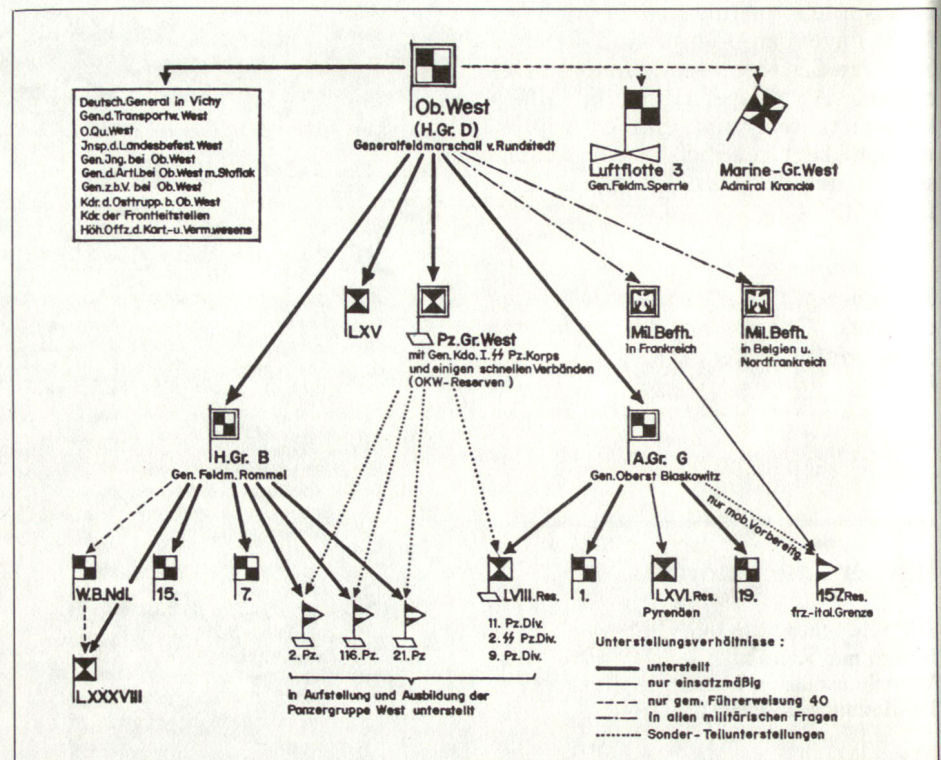 Ob.West
(H.Gr. D)
Generalfeldmarschall v.Rundstedt
Deutsch.General in Vichy
Gen.d.Transportw. West
O.Qu.West
Jnsp.d.Landesbefest.West
Gen.Jng. bei Ob.West
Gen.d.Artl.bei Ob.West m.Stoflak
Gen.z.b.V. bei Ob.West
Kdr.d.Osttrupp.b.Ob.West
Kdr. der Frontleitstellen
Höh.Offz.d.Kart.-u.Verm.wesens
Luftflotte 3
Gen.Feldm.Sperrle
Marine-Gr.West
Admiral Krancke
LXV
Pz.Gr.West
mit Gen.Kdo.I.SS Pz.Korps
und einigen schnellen Verbänden
(OKW-Reserven)
Mil.Befh.
in Frankreich
Mil.Befh.
in Belgien u.
Nordfrankreich
H.Gr. B
Gen. Feldm. Rommel
A.Gr. G
Gen.Oberst Blaskowitz
nur mob.Vorbereitg.
W.B.Ndl.
15.
7.
LXXXVIII
2. Pz.
116. Pz.
21. Pz
in Aufstellung und Ausbildung der
Panzergruppe West unterstellt
LVIII.Res.
11. Pz.Div.
2. SS Pz.Div.
9. Pz.Div.
1.
LXVI.Res.
Pyrenäen
19.
157.Res.
frz.-ital.Grenze
Unterstellungsverhältnisse :
unterstellt
nur einsatzmäßig
nur gem. Führerweisung 40
in allen militärischen Fragen
Sonder-Teilunterstellungen